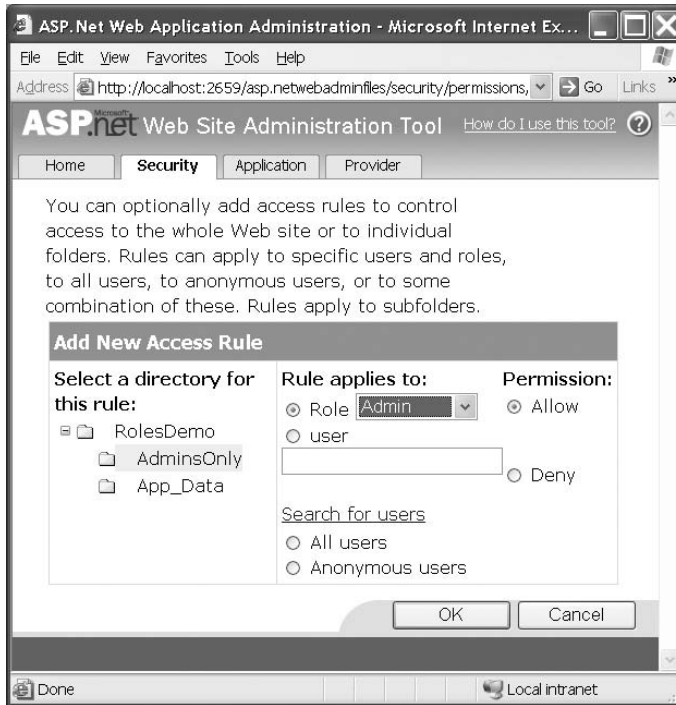 ASP.Net Web Application Administration - Microsoft Internet Ex...
File Edit View Favorites Tools Help
Address http://localhost:2659/asp.netwebadminfiles/security/permissions, Go Links »
Microsoft
ASP.net Web Site Administration Tool How do I use this tool? ?
Home Security Application Provider
You can optionally add access rules to control
access to the whole Web site or to individual
folders. Rules can apply to specific users and roles,
to all users, to anonymous users, or to some
combination of these. Rules apply to subfolders.
Add New Access Rule
Select a directory for
this rule:
RolesDemo
AdminsOnly
App_Data
Rule applies to:
Role Admin
user
Search for users
All users
Anonymous users
Permission:
Allow
Deny
OK Cancel
Done Local intranet